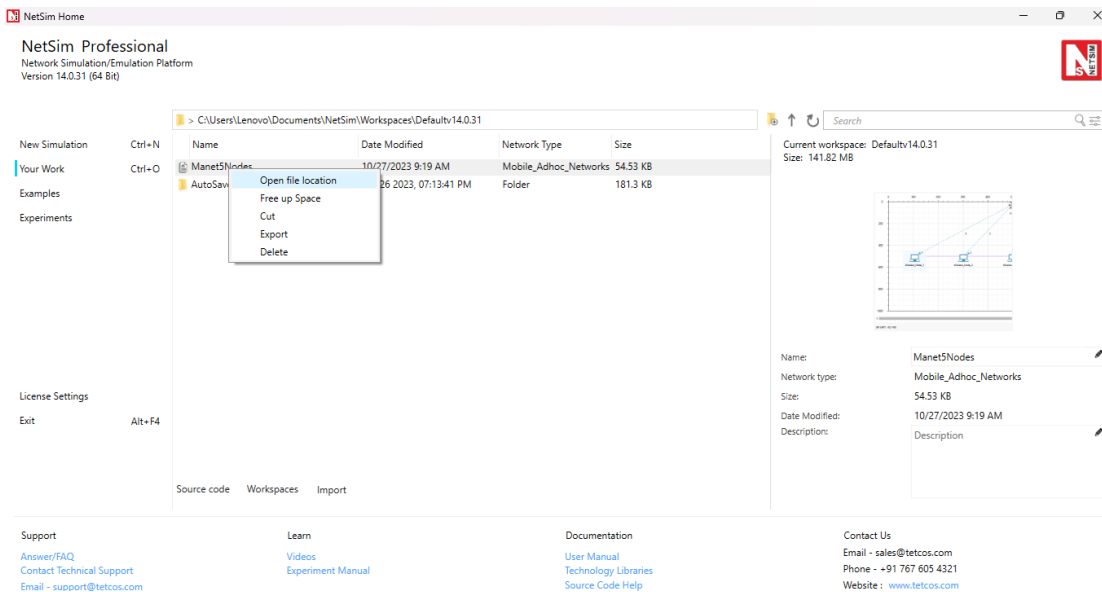 NetSim Home
NetSim Professional
Network Simulation/Emulation Platform
Version 14.0.31 (64 Bit)
NETSIM
> C:\Users\Lenovo\Documents\NetSim\Workspaces\Defaultv14.0.31
Search
New Simulation Ctrl+N
Your Work Ctrl+O
Examples
Experiments
License Settings
Exit Alt+F4
Name Date Modified Network Type Size
Manet5Nodes 10/27/2023 9:19 AM Mobile_Adhoc_Networks 54.53 KB
AutoSav 26 2023, 07:13:41 PM Folder 181.3 KB
Open file location
Free up Space
Cut
Export
Delete
Source code Workspaces Import
Current workspace: Defaultv14.0.31
Size: 141.82 MB
Name: Manet5Nodes
Network type: Mobile_Adhoc_Networks
Size: 54.53 KB
Date Modified: 10/27/2023 9:19 AM
Description: Description
Support
Answer/FAQ
Contact Technical Support
Email - support@tetcos.com
Learn
Videos
Experiment Manual
Documentation
User Manual
Technology Libraries
Source Code Help
Contact Us
Email - sales@tetcos.com
Phone - +91 767 605 4321
Website : www.tetcos.com